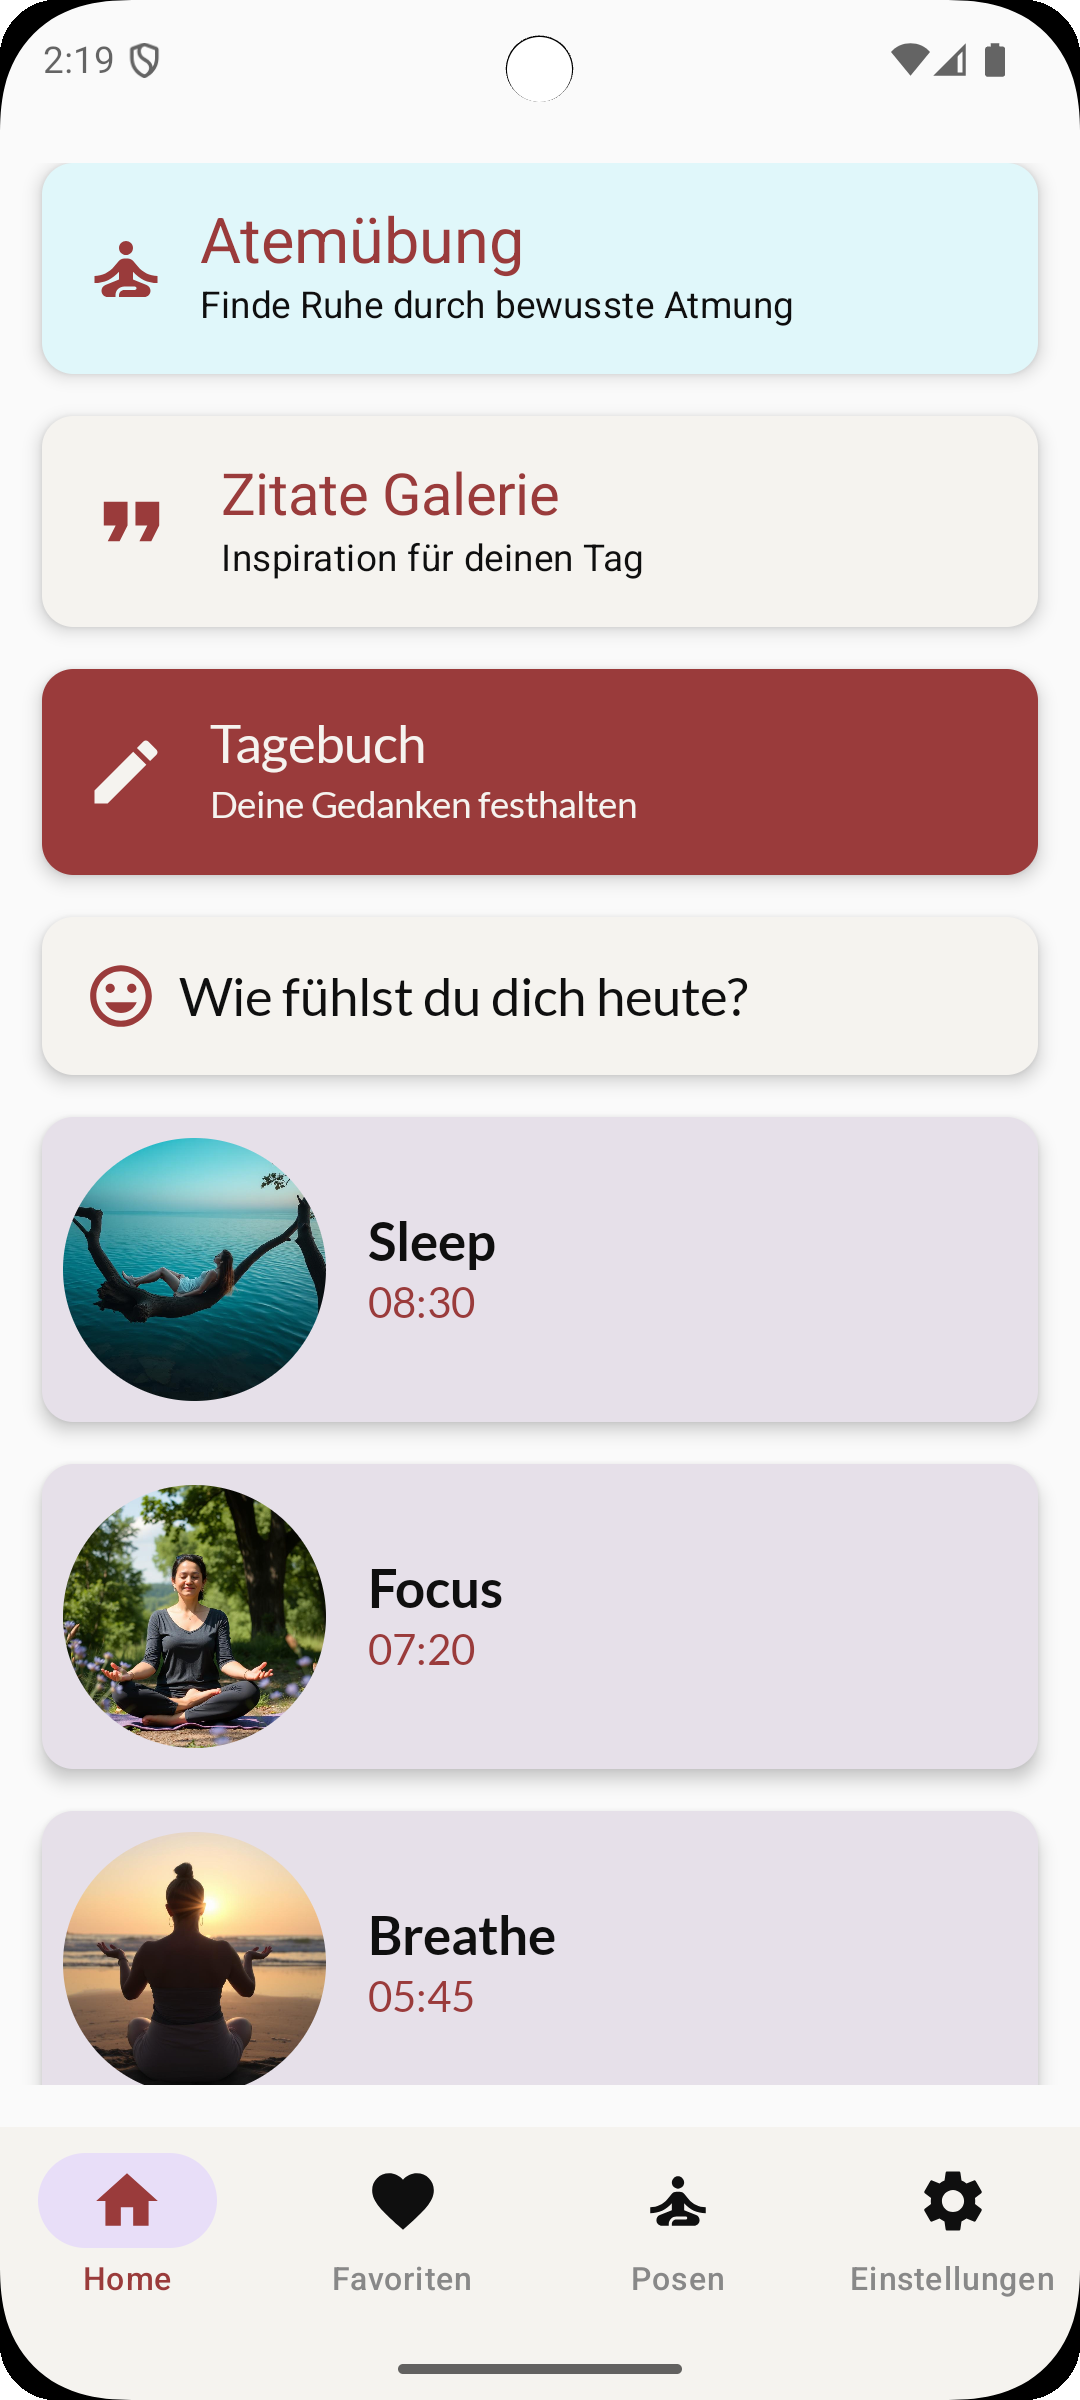 2:19
Atemübung
Finde Ruhe durch bewusste Atmung
Zitate Galerie
Inspiration für deinen Tag
Tagebuch
Deine Gedanken festhalten
Wie fühlst du dich heute?
Sleep
08:30
Focus
07:20
Breathe
05:45
Home
Favoriten
Posen
Einstellungen